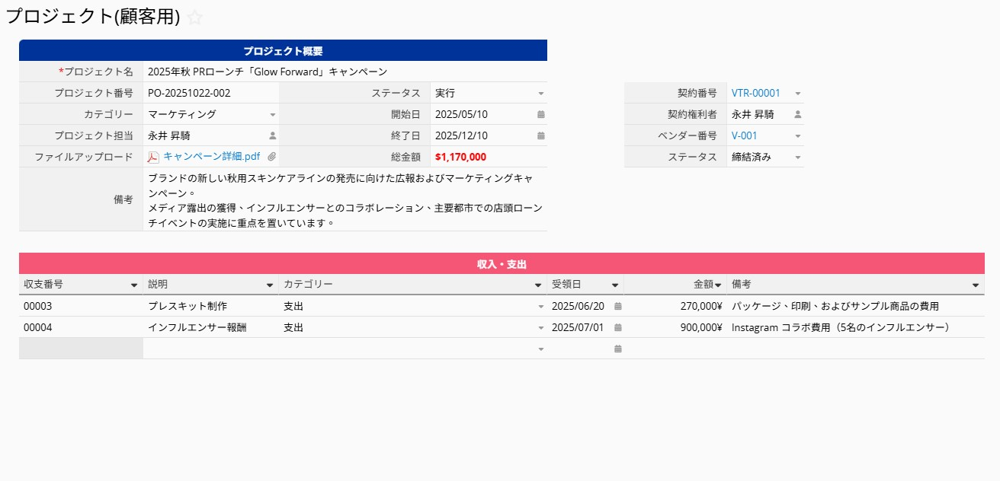 プロジェクト(顧客用)
プロジェクト概要
*プロジェクト名 2025年秋 PRローンチ「Glow Forward」キャンペーン
プロジェクト番号 PO-20251022-002 ステータス 実行 契約番号 VTR-00001
カテゴリー マーケティング 開始日 2025/05/10 契約権利者 永井 昇騎
プロジェクト担当 永井 昇騎 終了日 2025/12/10 ベンダー番号 V-001
ファイルアップロード キャンペーン詳細.pdf 総金額 $1,170,000 ステータス 締結済み
備考
ブランドの新しい秋用スキンケアラインの発売に向けた広報およびマーケティングキャ
ンペーン。
メディア露出の獲得、インフルエンサーとのコラボレーション、主要都市での店頭ローン
チイベントの実施に重点を置いています。
収入・支出
収支番号 説明 カテゴリー 受領日 金額 備考
00003 プレスキット制作 支出 2025/06/20 270,000¥ パッケージ、印刷、およびサンプル商品の費用
00004 インフルエンサー報酬 支出 2025/07/01 900,000¥ Instagram コラボ費用（5名のインフルエンサー）